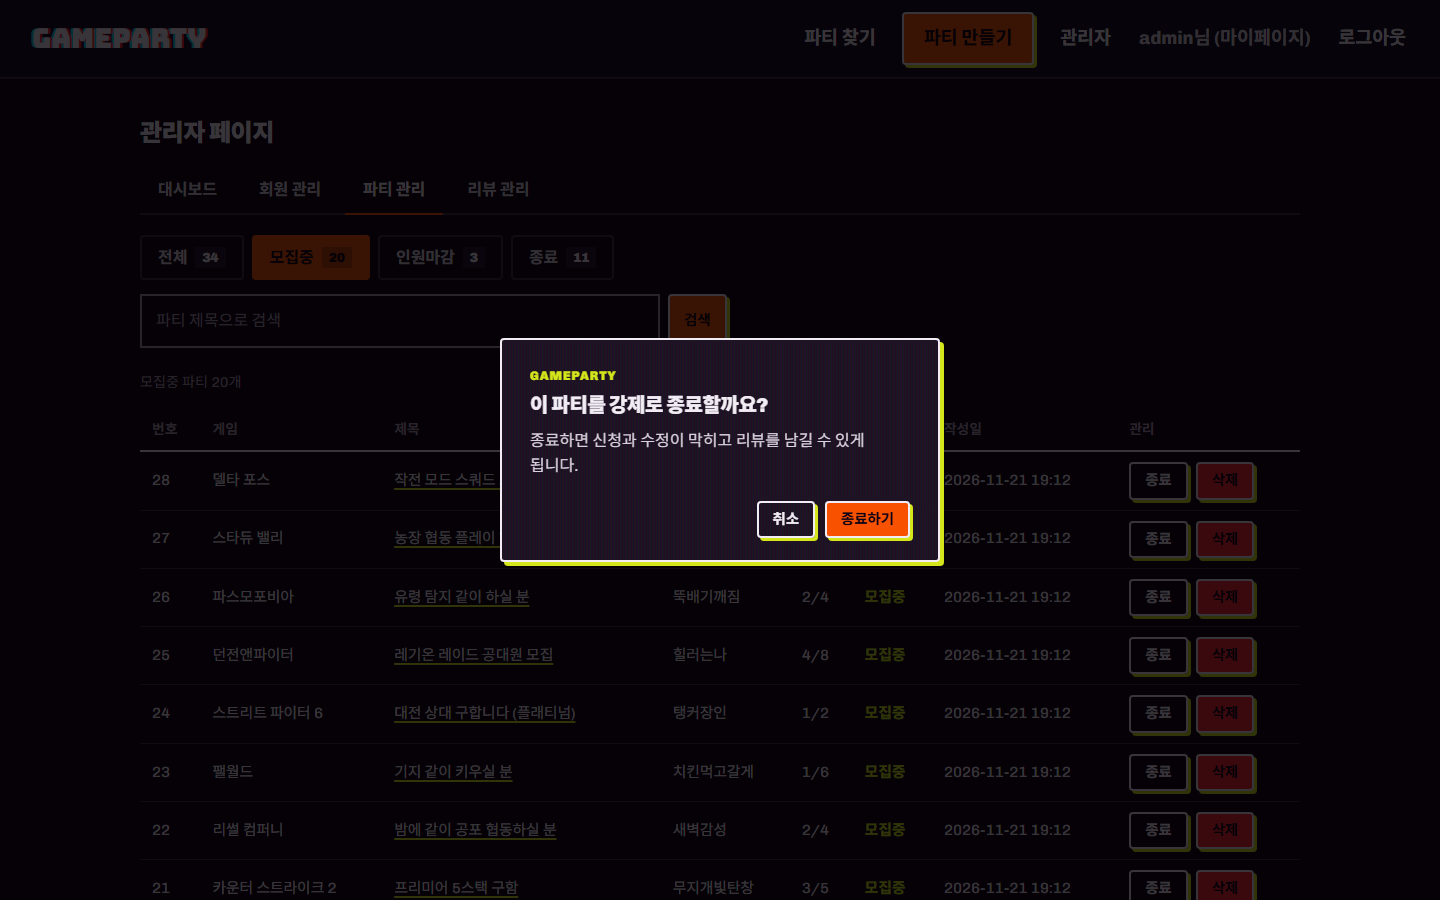 GAMEPARTY
파티 찾기
파티 만들기
관리자
admin님 (마이페이지)
로그아웃
관리자 페이지
대시보드
회원 관리
파티 관리
리뷰 관리
전체 34
모집중 20
인원마감 3
종료 11
파티 제목으로 검색
검색
모집중 파티 20개
GAMEPARTY
이 파티를 강제로 종료할까요?
종료하면 신청과 수정이 막히고 리뷰를 남길 수 있게
됩니다.
취소
종료하기
번호 게임 제목 작성일 관리
28 델타 포스 작전 모드 스쿼드 2026-11-21 19:12 종료 삭제
27 스타듀 밸리 농장 협동 플레이 2026-11-21 19:12 종료 삭제
26 파스모포비아 유령 탐지 같이 하실 분 뚝배기깨짐 2/4 모집중 2026-11-21 19:12 종료 삭제
25 던전앤파이터 레기온 레이드 공대원 모집 힐러는나 4/8 모집중 2026-11-21 19:12 종료 삭제
24 스트리트 파이터 6 대전 상대 구합니다 (플래티넘) 탱커장인 1/2 모집중 2026-11-21 19:12 종료 삭제
23 팰월드 기지 같이 키우실 분 치킨먹고갈게 1/6 모집중 2026-11-21 19:12 종료 삭제
22 리썰 컴퍼니 밤에 같이 공포 협동하실 분 새벽감성 2/4 모집중 2026-11-21 19:12 종료 삭제
21 카운터 스트라이크 2 프리미어 5스택 구함 무지개빛탄창 3/5 모집중 2026-11-21 19:12 종료 삭제